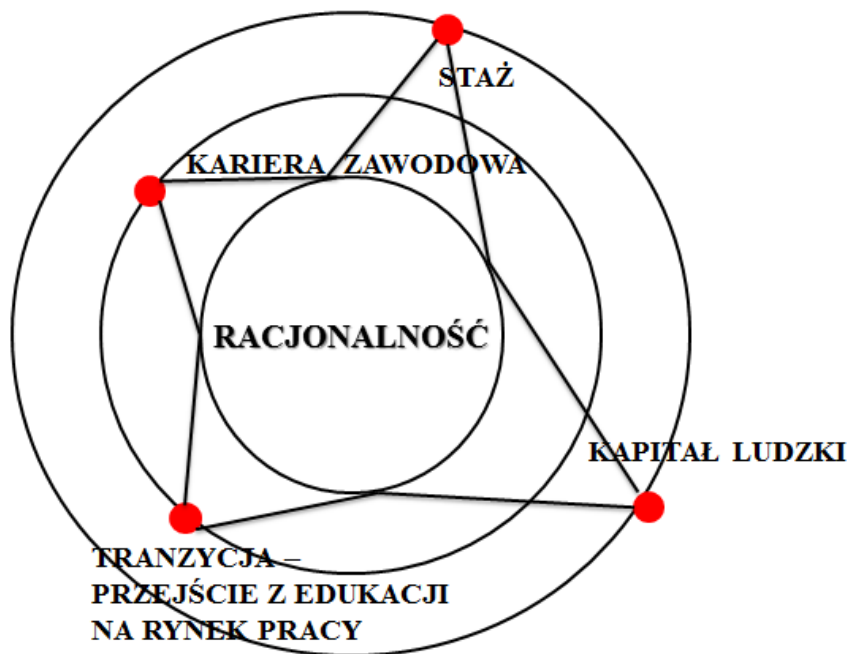 STAŻ
KARIERA ZAWODOWA
RACJONALNOŚĆ
KAPITAŁ LUDZKI
TRANZYCJA –
PRZEJŚCIE Z EDUKACJI
NA RYNEK PRACY